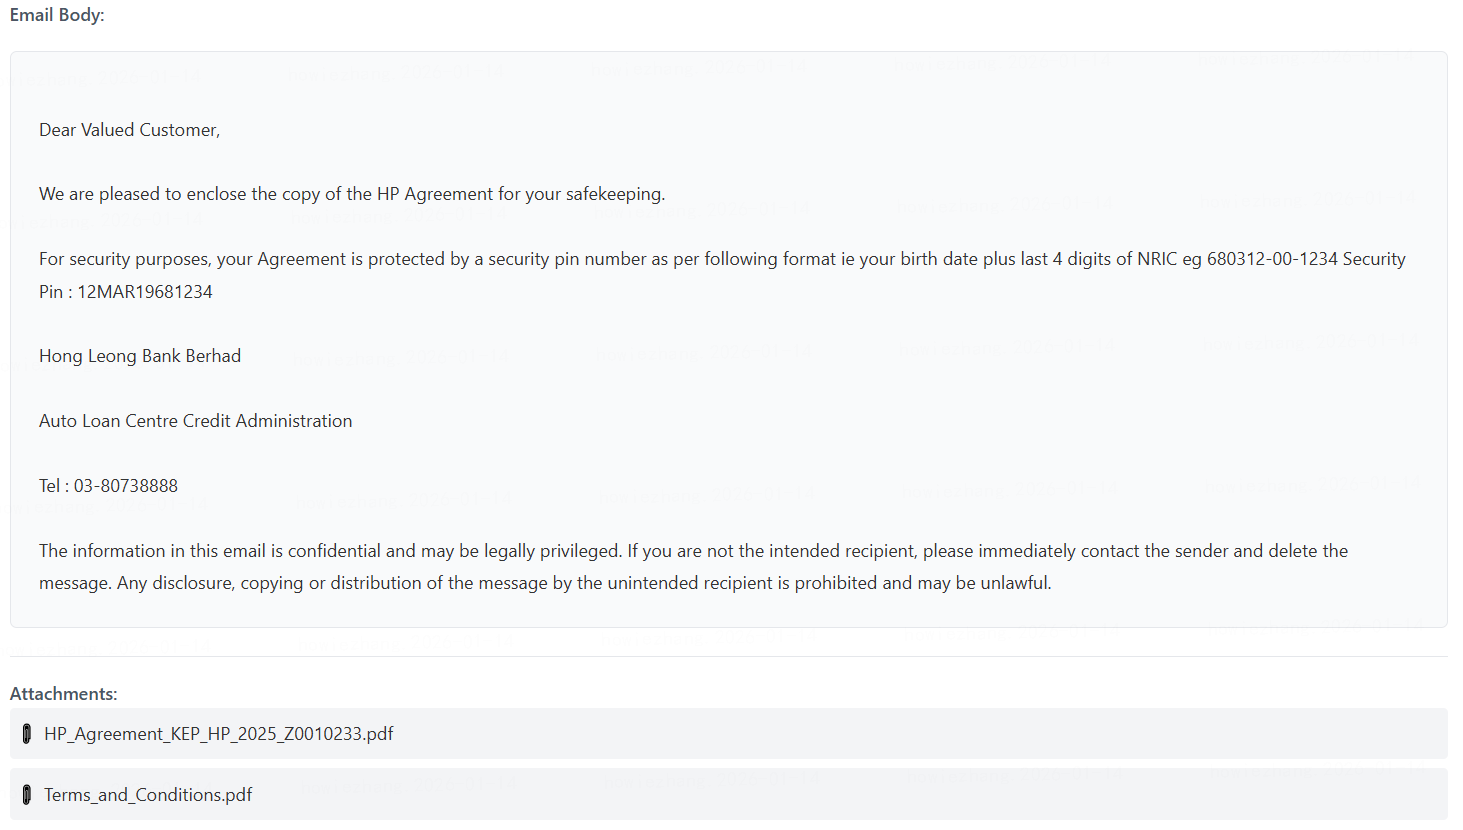 Email Body:
Dear Valued Customer,
We are pleased to enclose the copy of the HP Agreement for your safekeeping.
For security purposes, your Agreement is protected by a security pin number as per following format ie your birth date plus last 4 digits of NRIC eg 680312-00-1234 Security
Pin : 12MAR19681234
Hong Leong Bank Berhad
Auto Loan Centre Credit Administration
Tel : 03-80738888
The information in this email is confidential and may be legally privileged. If you are not the intended recipient, please immediately contact the sender and delete the
message. Any disclosure, copying or distribution of the message by the unintended recipient is prohibited and may be unlawful.
Attachments:
HP_Agreement_KEP_HP_2025_Z0010233.pdf
Terms_and_Conditions.pdf